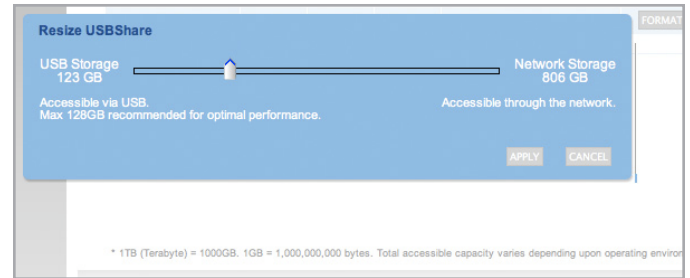 FORMAT
Resize USBShare
USB Storage
123 GB
Network Storage
806 GB
Accessible via USB.
Max 128GB recommended for optimal performance.
Accessible through the network.
APPLY CANCEL
* 1TB (Terabyte) = 1000GB. 1GB = 1,000,000,000 bytes. Total accessible capacity varies depending upon operating